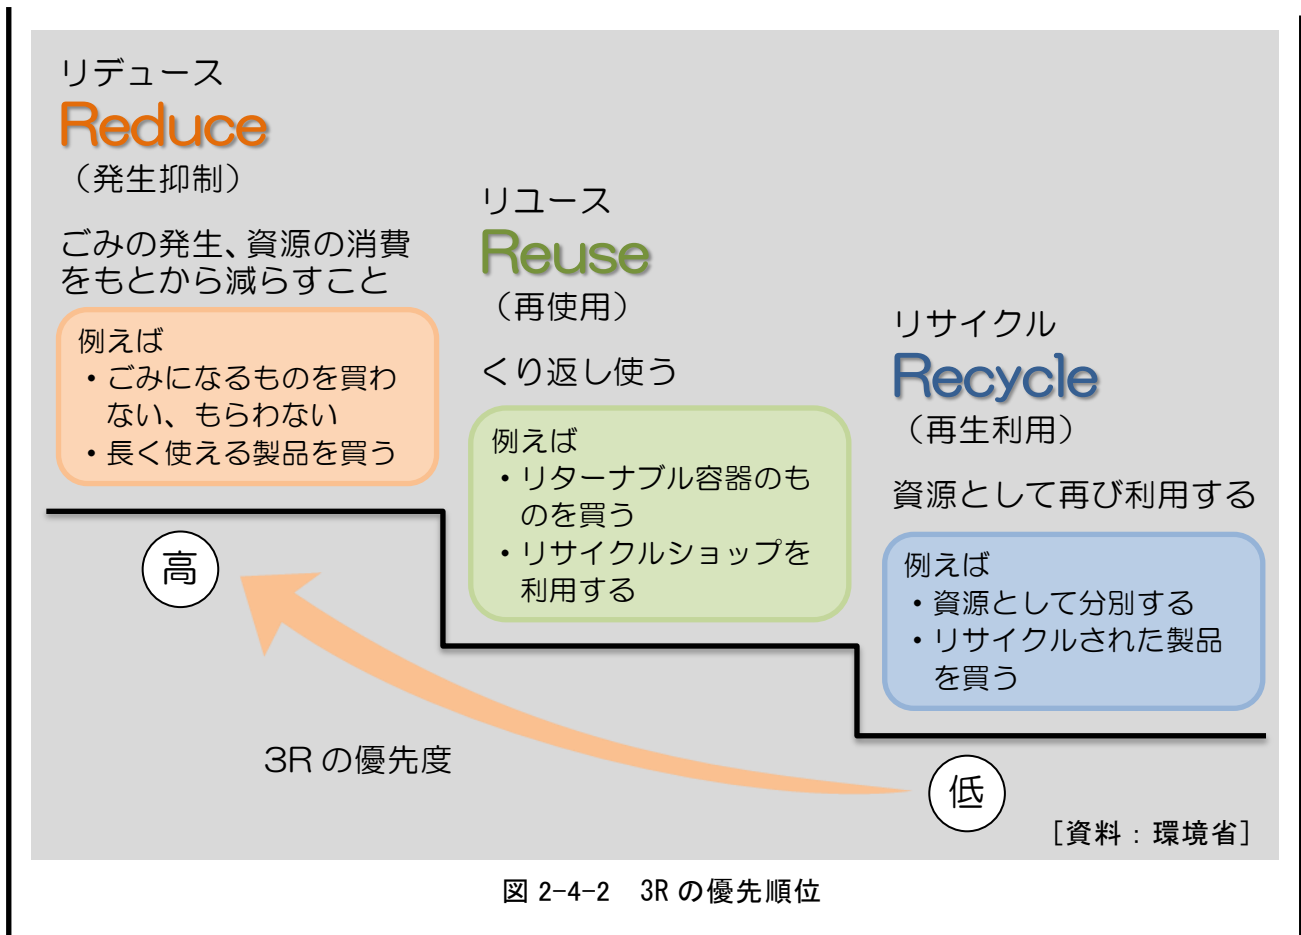 リデュース
Reduce
（発生抑制）
ごみの発生、資源の消費
をもとから減らすこと
例えば
・ごみになるものを買わ
ない、もらわない
・長く使える製品を買う
リユース
Reuse
（再使用）
くり返し使う
例えば
・リターナブル容器のも
のを買う
・リサイクルショップを
利用する
リサイクル
Recycle
（再生利用）
資源として再び利用する
例えば
・資源として分別する
・リサイクルされた製品
を買う
高
3R の優先度
低
［資料：環境省］
図 2-4-2　3R の優先順位